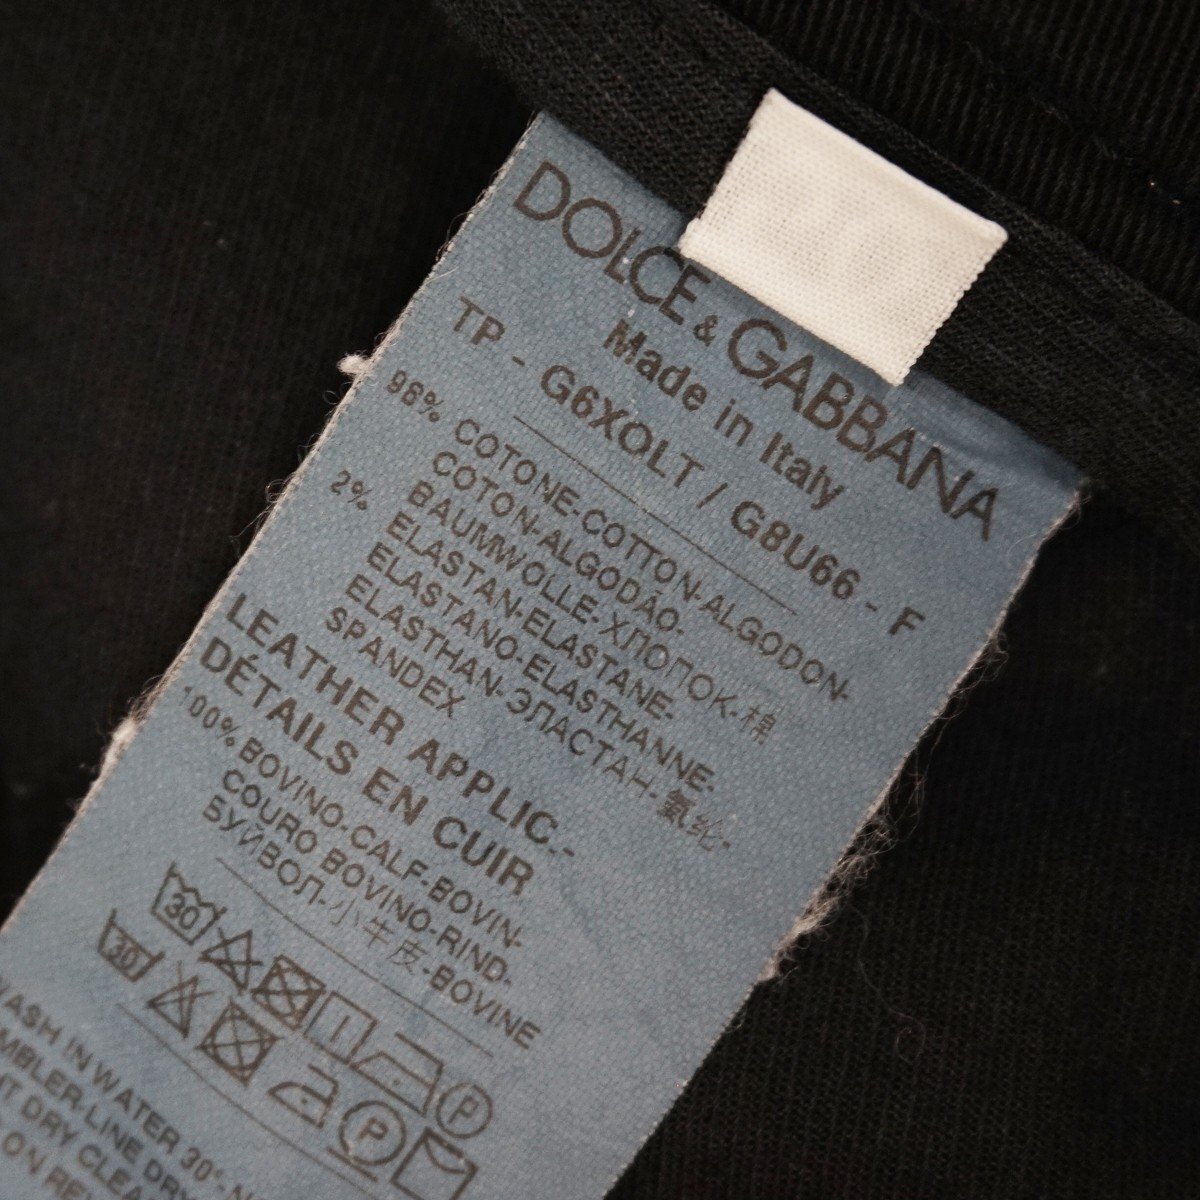 DOLCE & GABBANA
Made in Italy
TP - G6XOLT / G8U66 - F
98% COTONE-COTTON-ALGODON-
COTON-ALGODÃO-
BAUMWOLLE-ХЛОПОК-棉
2% ELASTAN-ELASTANE-
ELASTANO-ELASTHANNE-
ELASTHAN-ЭЛАСТАН-氨纶-
SPANDEX
LEATHER APPLIC.-
DÉTAILS EN CUIR
100% BOVINO-CALF-BOVIN-
COURO BOVINO-RIND-
БУЙВОЛ-小牛皮-BOVINE
30 P
30 P
WASH IN WATER 30°
LINE DRY
DRY CLEA
ON REV